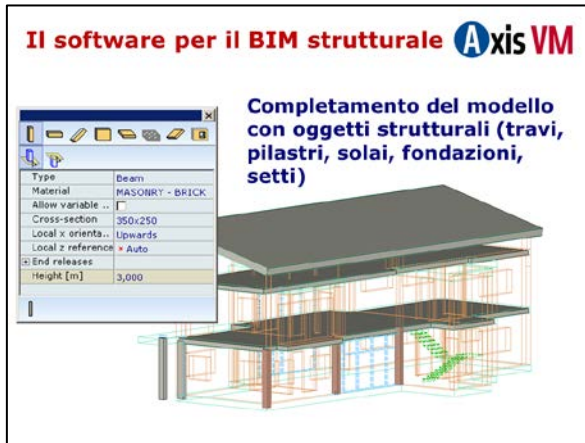 Il software per il BIM strutturale AxisVM
Completamento del modello
con oggetti strutturali (travi,
pilastri, solai, fondazioni,
setti)
Type Beam
Material MASONRY - BRICK
Allow variable ..
Cross-section 350x250
Local x orienta.. Upwards
Local z reference Auto
End releases
Height [m] 3,000